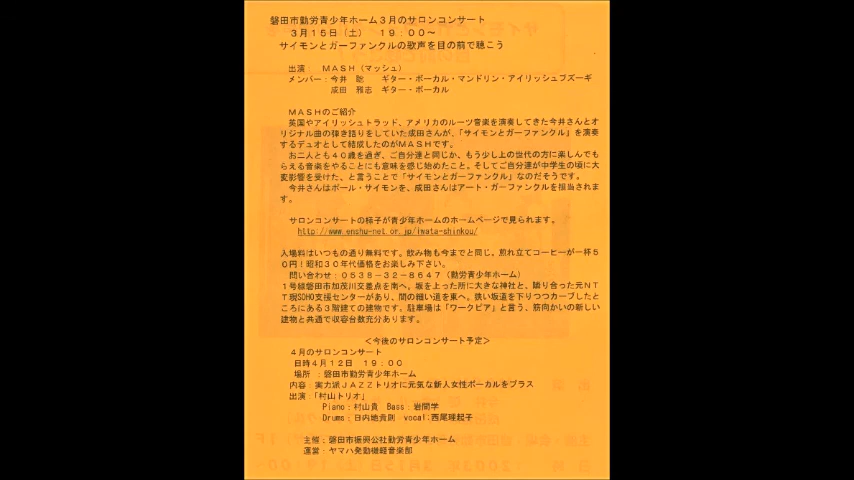 磐田市勤労青少年ホーム3月のサロンコンサート
3月15日(土) 19:00~
サイモンとガーファンクルの歌声を目の前で聴こう
出演: MASH(マッシュ)
メンバー:今井 聡 ギター・ボーカル・マンドリン・アイリッシュブズーギ
成田 雅志 ギター・ボーカル
MASHのご紹介
英国やアイリッシュトラッド、アメリカのルーツ音楽を演奏してきた今井さんとオ
リジナル曲の弾き語りをしていた成田さんが、「サイモンとガーファンクル」を演奏
するデュオとして結成したのがMASHです。
お二人とも40歳を過ぎ、ご自分達と同じか、もう少し上の世代の方に楽しんでも
らえる音楽をやることにも意味を感じ始めたこと。そしてご自分達が中学生の頃に大
変影響を受けた、と言うことで「サイモンとガーファンクル」なのだそうです。
今井さんはポール・サイモンを、成田さんはアート・ガーファンクルを担当されま
す。
サロンコンサートの様子が青少年ホームのホームページで見られます。
http://www.enshu-net.or.jp/iwata-shinkou/
入場料はいつもの通り無料です。飲み物も今までと同じ、煎れ立てコーヒーが一杯5
0円!昭和30年代価格をお楽しみ下さい。
問い合わせ:0538-32-8647(勤労青少年ホーム)
1号線磐田市加茂川交差点を南へ。坂を上った所に大きな神社と、隣り合った元NT
T現SOHO支援センターがあり、間の細い道を東へ。狭い坂道を下りつつカーブしたと
ころにある3階建ての建物です。駐車場は「ワークピア」と言う、筋向かいの新しい
建物と共通で収容台数充分あります。
<今後のサロンコンサート予定>
4月のサロンコンサート
日時4月12日 19:00
場所 :磐田市勤労青少年ホーム
内容:実力派JAZZトリオに元気な新人女性ボーカルをプラス
出演:「村山トリオ」
Piano:村山貴 Bass:岩間学
Drums:日内地貴則 vocal:西尾理起子
主催:磐田市振興公社勤労青少年ホーム
運営:ヤマハ発動機軽音楽部